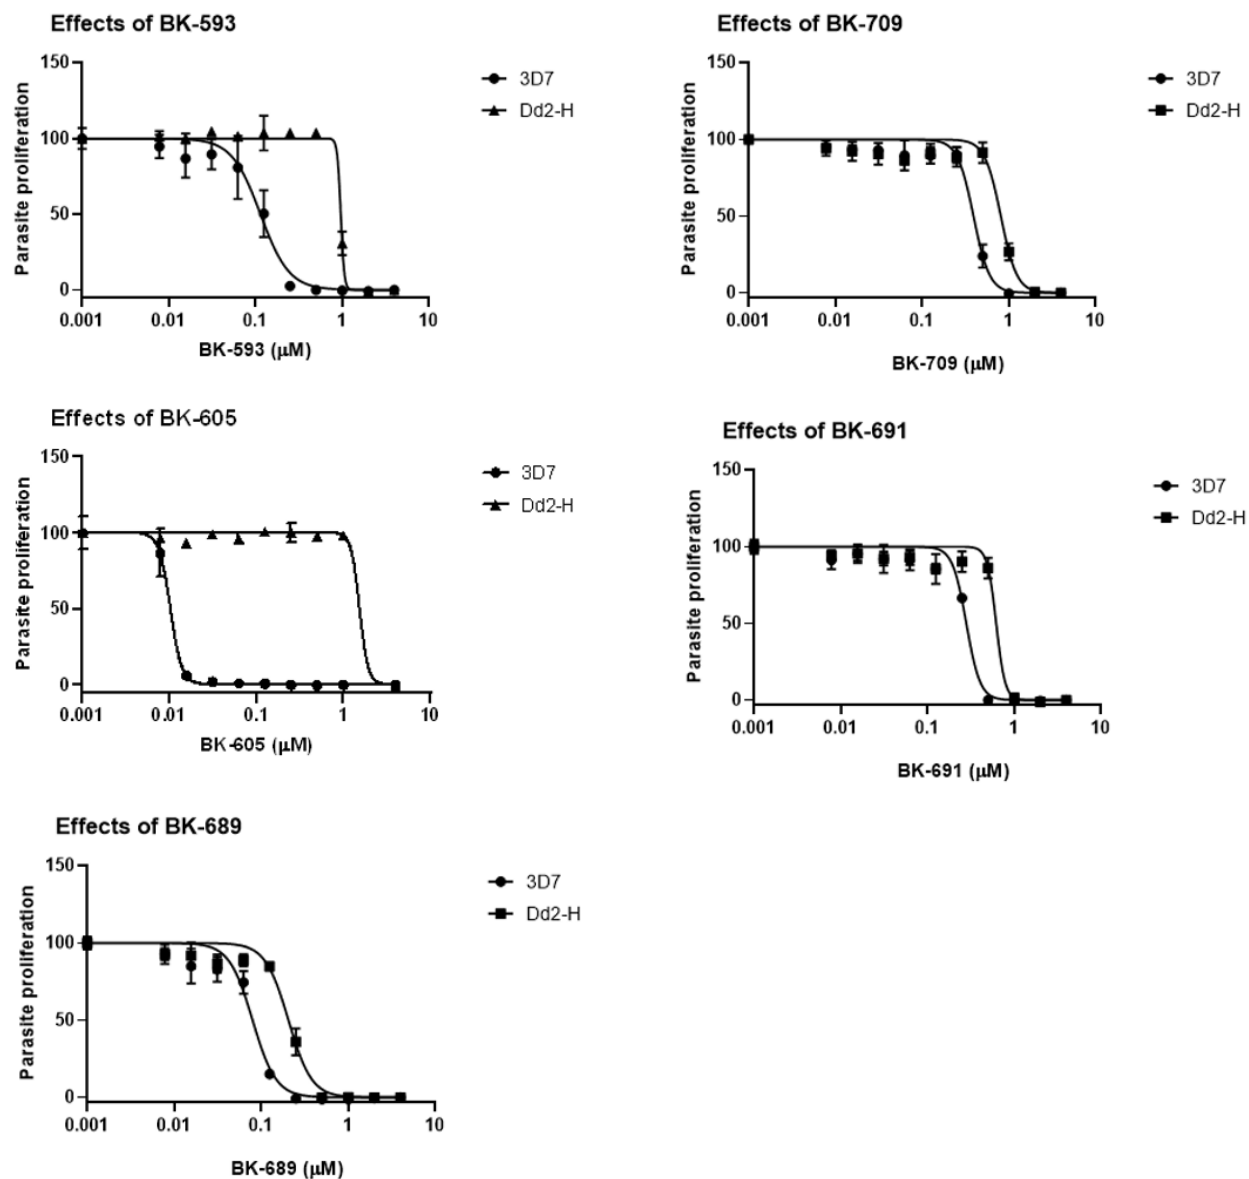 Effects of BK-593
150
100
50
0
Parasite proliferation
0.001 0.01 0.1 1 10
BK-593 (µM)
3D7
Dd2-H
Effects of BK-709
150
100
50
0
Parasite proliferation
0.001 0.01 0.1 1 10
BK-709 (µM)
3D7
Dd2-H
Effects of BK-605
150
100
50
0
Parasite proliferation
0.001 0.01 0.1 1 10
BK-605 (µM)
3D7
Dd2-H
Effects of BK-691
150
100
50
0
Parasite proliferation
0.001 0.01 0.1 1 10
BK-691 (µM)
3D7
Dd2-H
Effects of BK-689
150
100
50
0
Parasite proliferation
0.001 0.01 0.1 1 10
BK-689 (µM)
3D7
Dd2-H